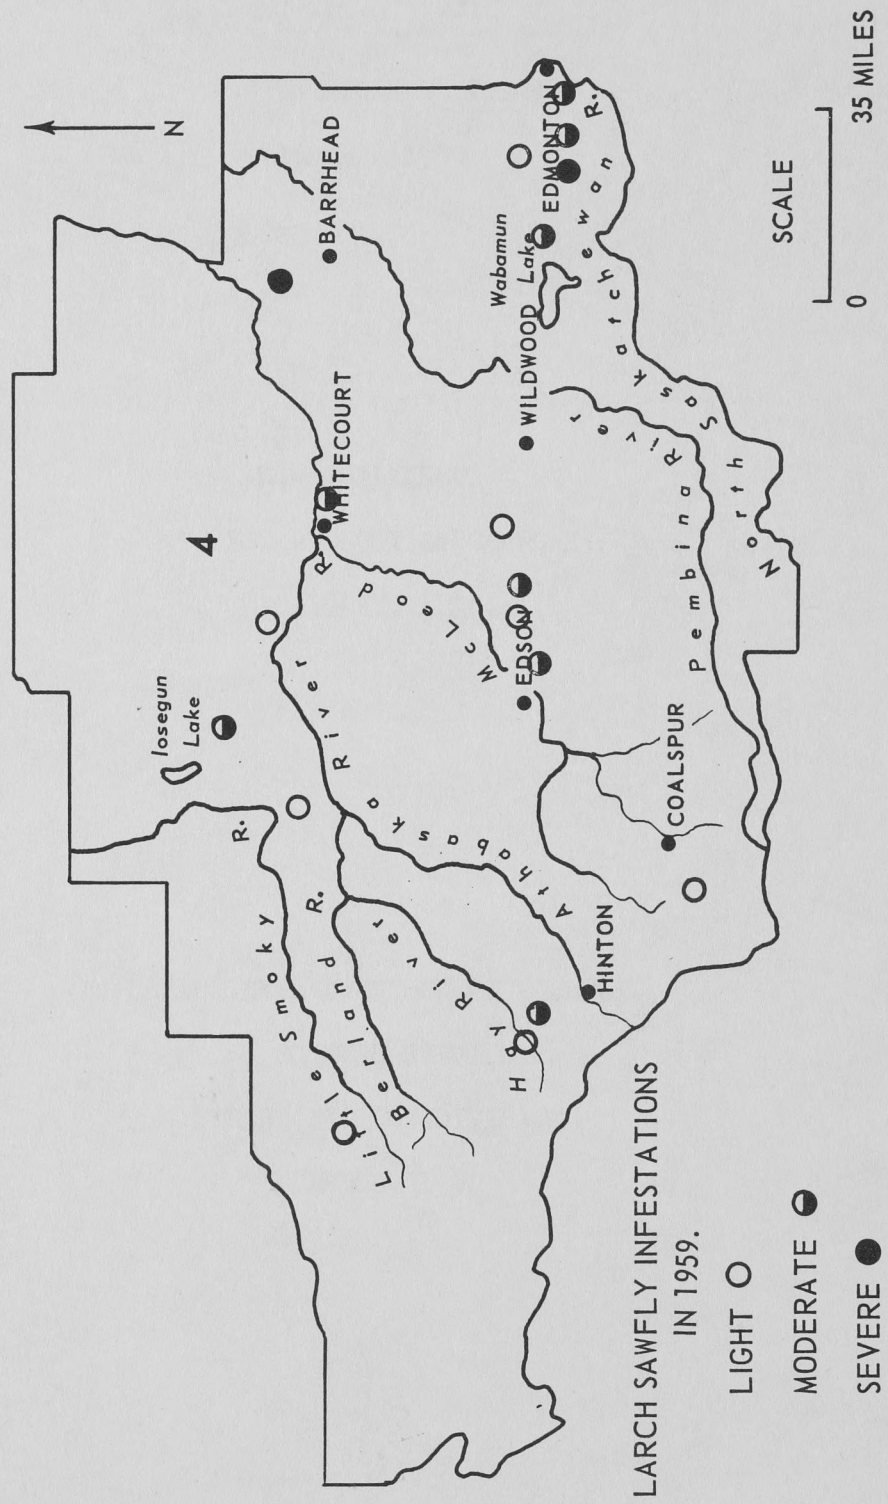 N
4
Iosegun
Lake
BARRHEAD
WHITECOURT
Little Smoky R.
Berland R.
Athabaska River
McLeod R.
Hay River
Wabamun
Lake
EDMONTON
WILDWOOD
EDSON
HINTON
COALSPUR
Pembina River
North Saskatchewan R.
LARCH SAWFLY INFESTATIONS
IN 1959.
LIGHT
MODERATE
SEVERE
SCALE
0 35 MILES